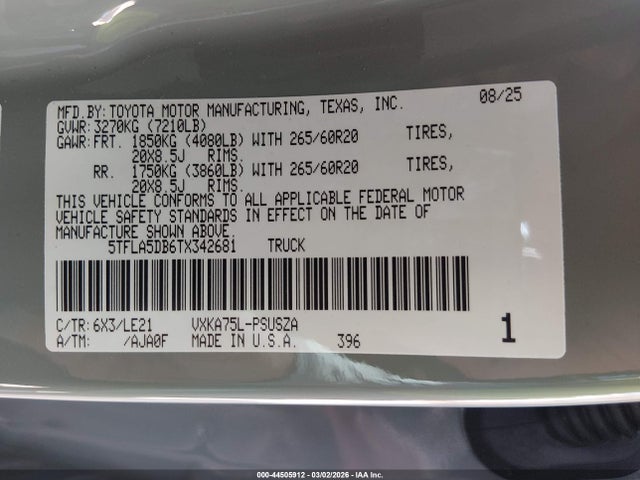 MFD.BY: TOYOTA MOTOR MANUFACTURING, TEXAS, INC. 08/25
GVWR: 3270KG (7210LB)
GAWR: FRT. 1850KG (4080LB) WITH 265/60R20 TIRES,
20X8.5J RIMS.
RR. 1750KG (3860LB) WITH 265/60R20 TIRES,
20X8.5J RIMS.
THIS VEHICLE CONFORMS TO ALL APPLICABLE FEDERAL MOTOR
VEHICLE SAFETY STANDARDS IN EFFECT ON THE DATE OF
MANUFACTURE SHOWN ABOVE.
5TFLA5DB6TX342681 TRUCK
C/TR: 6X3/LE21 VXKA75L-PSUSZA
A/TM: /AJA0F MADE IN U.S.A. 396 1
000-44505912 - 03/02/2026 - IAA Inc.